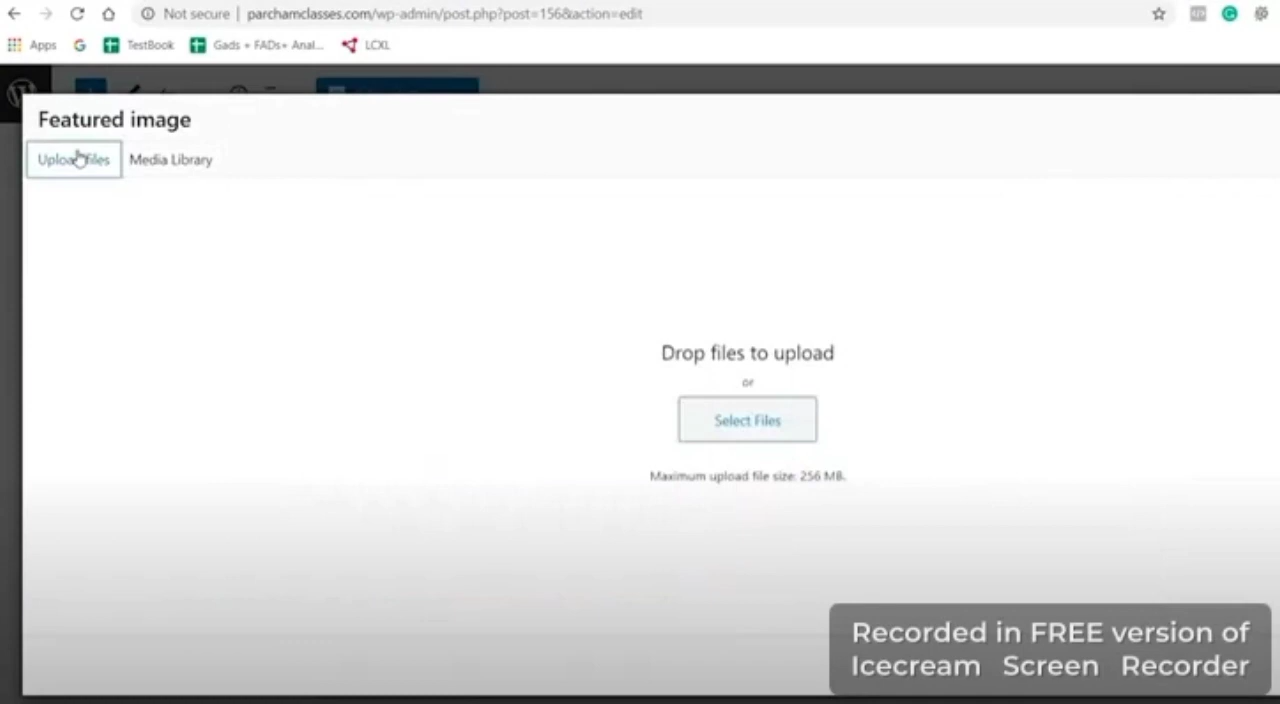 Not secure | parchamclasses.com/wp-admin/post.php?post=156&action=edit
Apps TestBook Gads + FADs+ Anal... LCXL
Featured image
Upload files Media Library
Drop files to upload
or
Select Files
Maximum upload file size: 256 MB.
Recorded in FREE version of
Icecream Screen Recorder